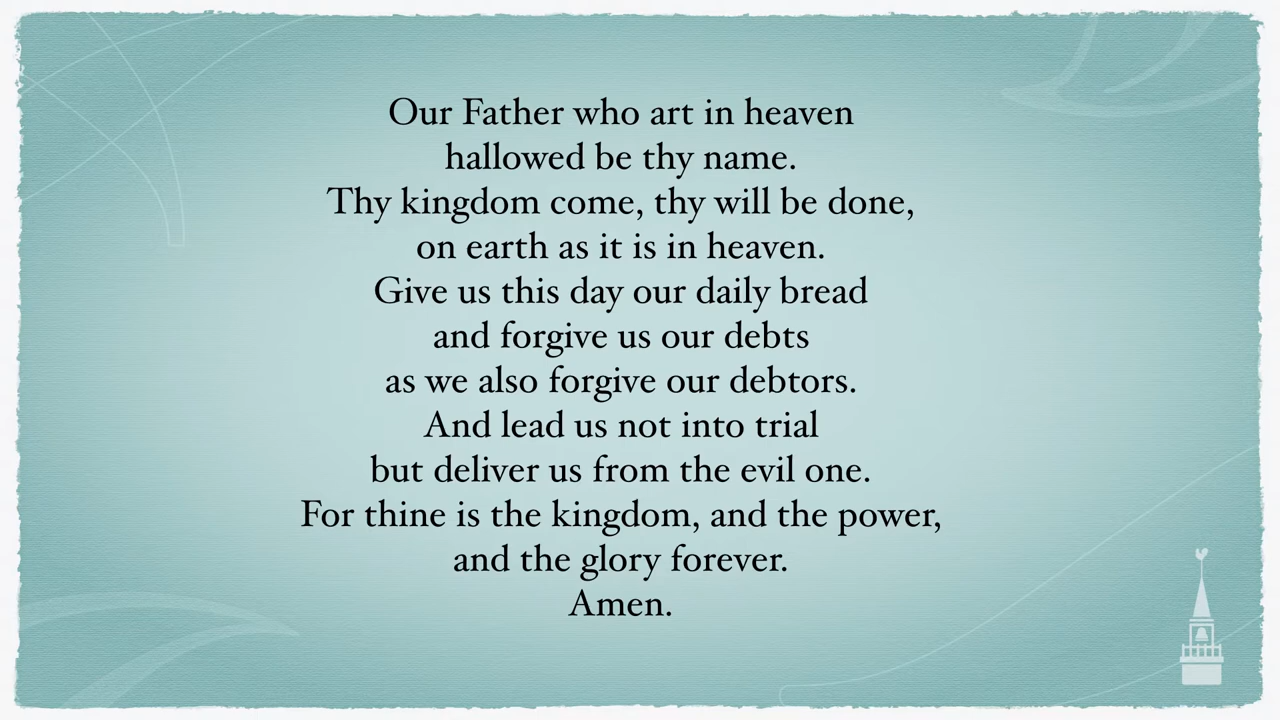 Our Father who art in heaven
hallowed be thy name.
Thy kingdom come, thy will be done,
on earth as it is in heaven.
Give us this day our daily bread
and forgive us our debts
as we also forgive our debtors.
And lead us not into trial
but deliver us from the evil one.
For thine is the kingdom, and the power,
and the glory forever.
Amen.